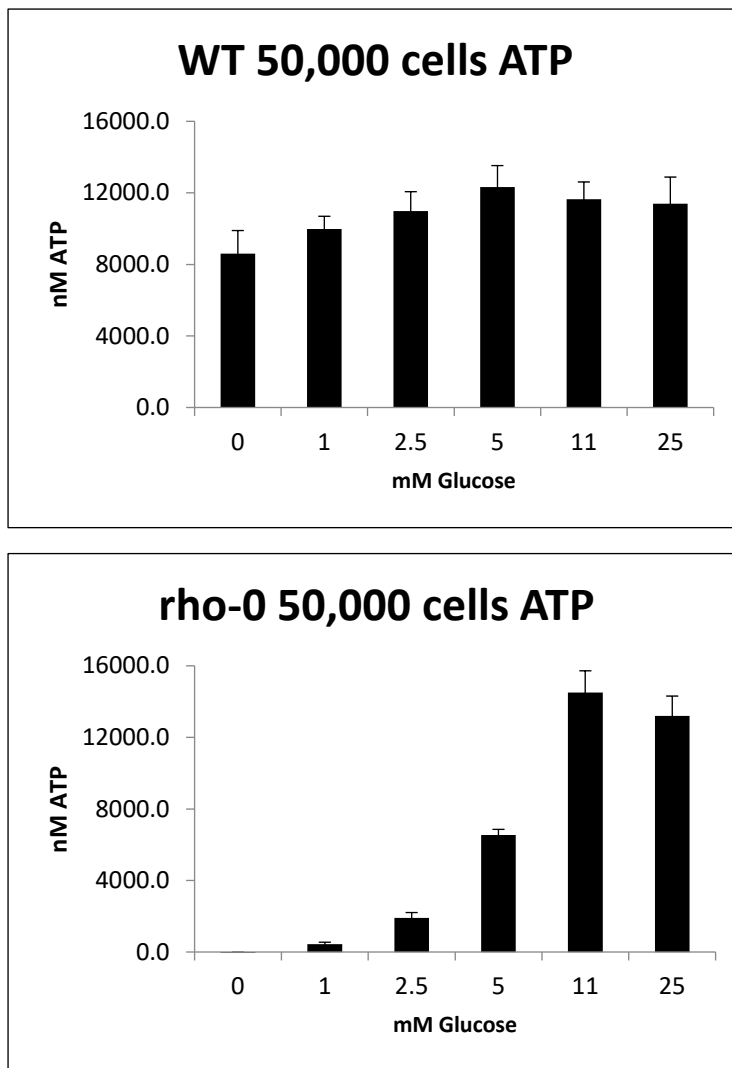 WT 50,000 cells ATP
16000.0
12000.0
8000.0
4000.0
0.0
nM ATP
0 1 2.5 5 11 25
mM Glucose
rho-0 50,000 cells ATP
16000.0
12000.0
8000.0
4000.0
0.0
nM ATP
0 1 2.5 5 11 25
mM Glucose